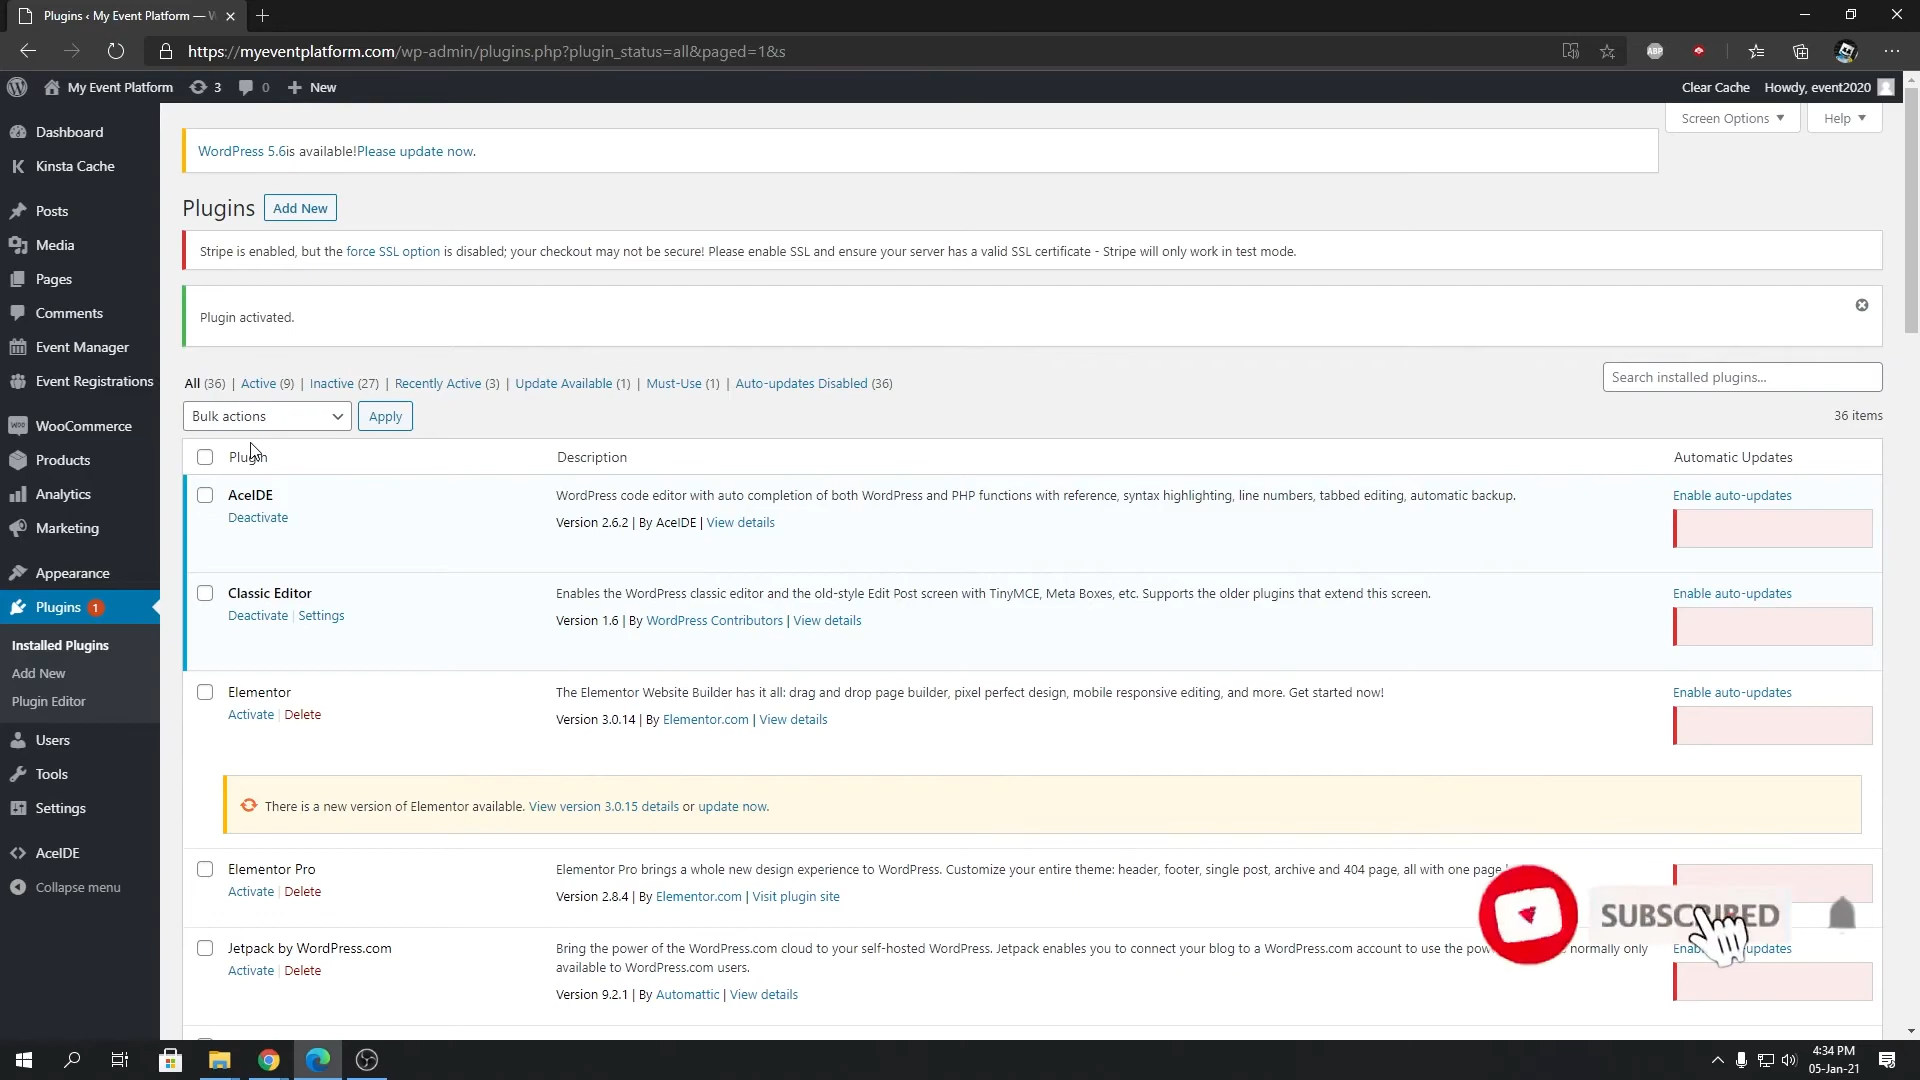 Plugins ‹ My Event Platform — W
https://myeventplatform.com/wp-admin/plugins.php?plugin_status=all&paged=1&s
ABP
My Event Platform 3 0 New
Clear Cache Howdy, event2020
Screen Options Help
Dashboard
Kinsta Cache
Posts
Media
Pages
Comments
Event Manager
Event Registrations
WooCommerce
Products
Analytics
Marketing
Appearance
Plugins 1
Installed Plugins
Add New
Plugin Editor
Users
Tools
Settings
AceIDE
Collapse menu
WordPress 5.6is available!Please update now.
Plugins Add New
Stripe is enabled, but the force SSL option is disabled; your checkout may not be secure! Please enable SSL and ensure your server has a valid SSL certificate - Stripe will only work in test mode.
Plugin activated.
All (36) | Active (9) | Inactive (27) | Recently Active (3) | Update Available (1) | Must-Use (1) | Auto-updates Disabled (36)
Search installed plugins...
Bulk actions Apply
36 items
Plugin Description Automatic Updates
AceIDE
Deactivate
WordPress code editor with auto completion of both WordPress and PHP functions with reference, syntax highlighting, line numbers, tabbed editing, automatic backup.
Version 2.6.2 | By AceIDE | View details
Enable auto-updates
Classic Editor
Deactivate | Settings
Enables the WordPress classic editor and the old-style Edit Post screen with TinyMCE, Meta Boxes, etc. Supports the older plugins that extend this screen.
Version 1.6 | By WordPress Contributors | View details
Enable auto-updates
Elementor
Activate | Delete
The Elementor Website Builder has it all: drag and drop page builder, pixel perfect design, mobile responsive editing, and more. Get started now!
Version 3.0.14 | By Elementor.com | View details
Enable auto-updates
There is a new version of Elementor available. View version 3.0.15 details or update now.
Elementor Pro
Activate | Delete
Elementor Pro brings a whole new design experience to WordPress. Customize your entire theme: header, footer, single post, archive and 404 page, all with one page
Version 2.8.4 | By Elementor.com | Visit plugin site
SUBSCRIBED
Jetpack by WordPress.com
Activate | Delete
Bring the power of the WordPress.com cloud to your self-hosted WordPress. Jetpack enables you to connect your blog to a WordPress.com account to use the normally only
available to WordPress.com users.
Version 9.2.1 | By Automattic | View details
4:34 PM
05-Jan-21